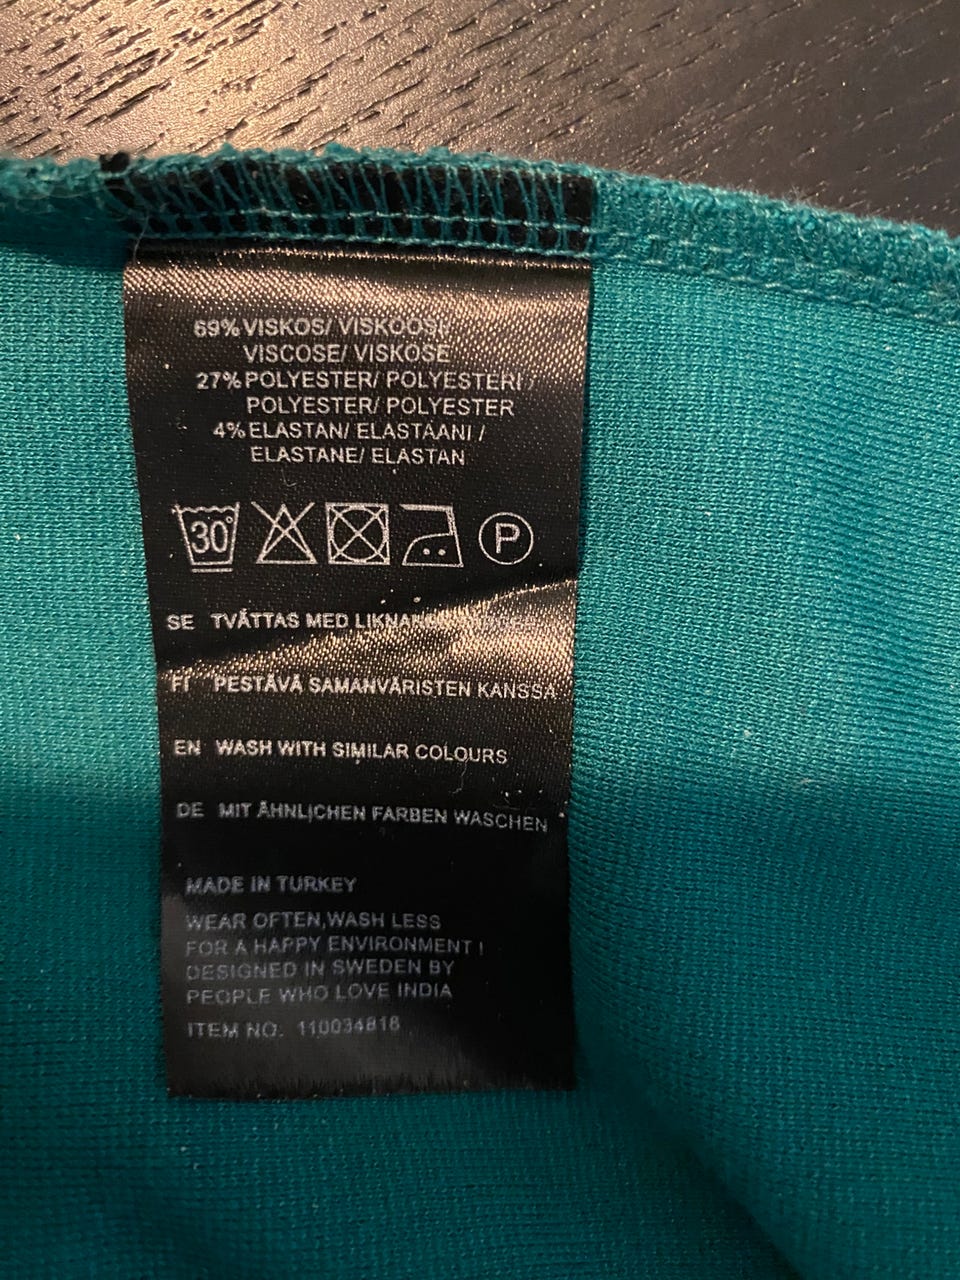 69% VISKOS/ VISKOOSI/
VISCOSE/ VISKOSE
27% POLYESTER/ POLYESTERI /
POLYESTER/ POLYESTER
4% ELASTAN/ ELASTAANI /
ELASTANE/ ELASTAN
30° P
SE TVÄTTAS MED
FI PESTÄVÄ SAMANVÄRISTEN KANSSA
EN WASH WITH SIMILAR COLOURS
DE MIT ÄHNLICHEN FARBEN WASCHEN
MADE IN TURKEY
WEAR OFTEN,WASH LESS
FOR A HAPPY ENVIRONMENT !
DESIGNED IN SWEDEN BY
PEOPLE WHO LOVE INDIA
ITEM NO. 110034818